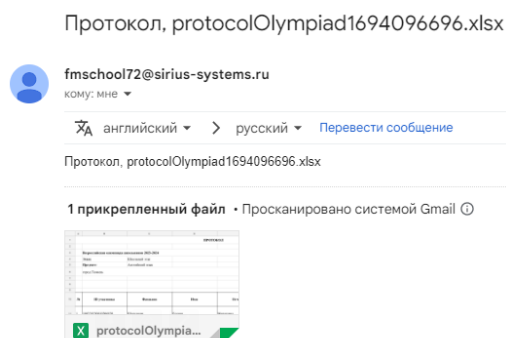 Протокол, protocolOlympiad1694096696.xlsx
fmschool72@sirius-systems.ru
кому: мне
английский > русский Перевести сообщение
Протокол, protocolOlympiad1694096696.xlsx
1 прикрепленный файл • Просканировано системой Gmail
ПРОТОКОЛ
protocolOlympia...